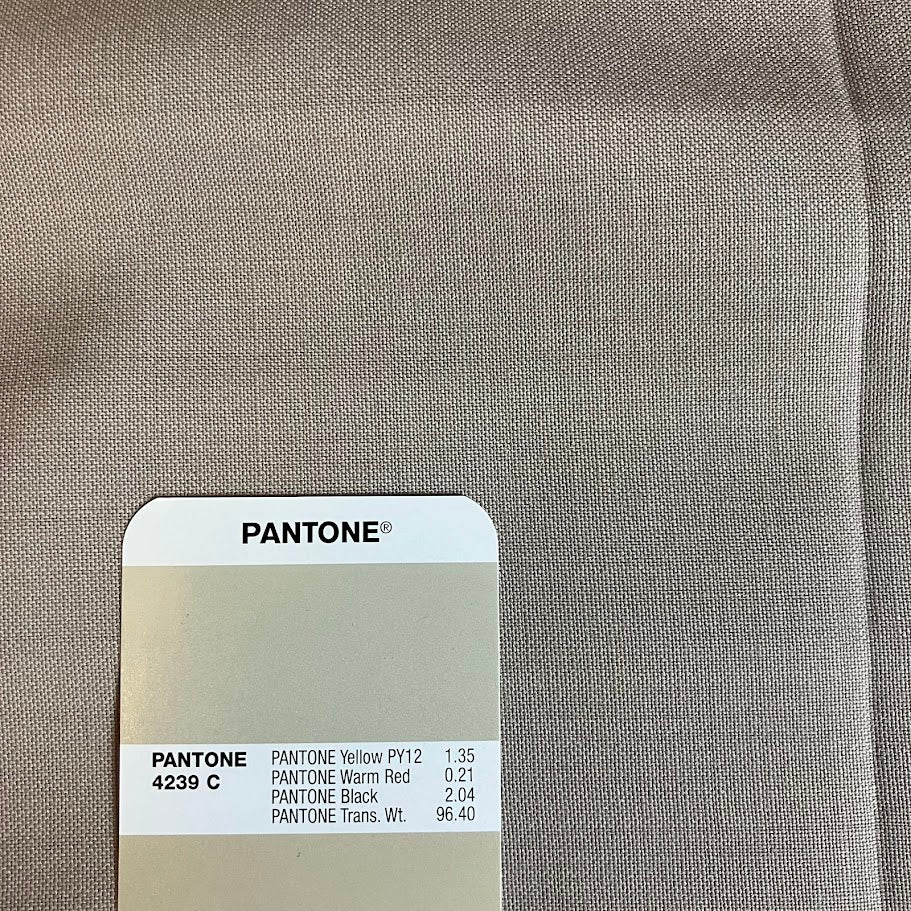 PANTONE®
PANTONE
4239 C
PANTONE Yellow PY12 1.35
PANTONE Warm Red 0.21
PANTONE Black 2.04
PANTONE Trans. Wt. 96.40